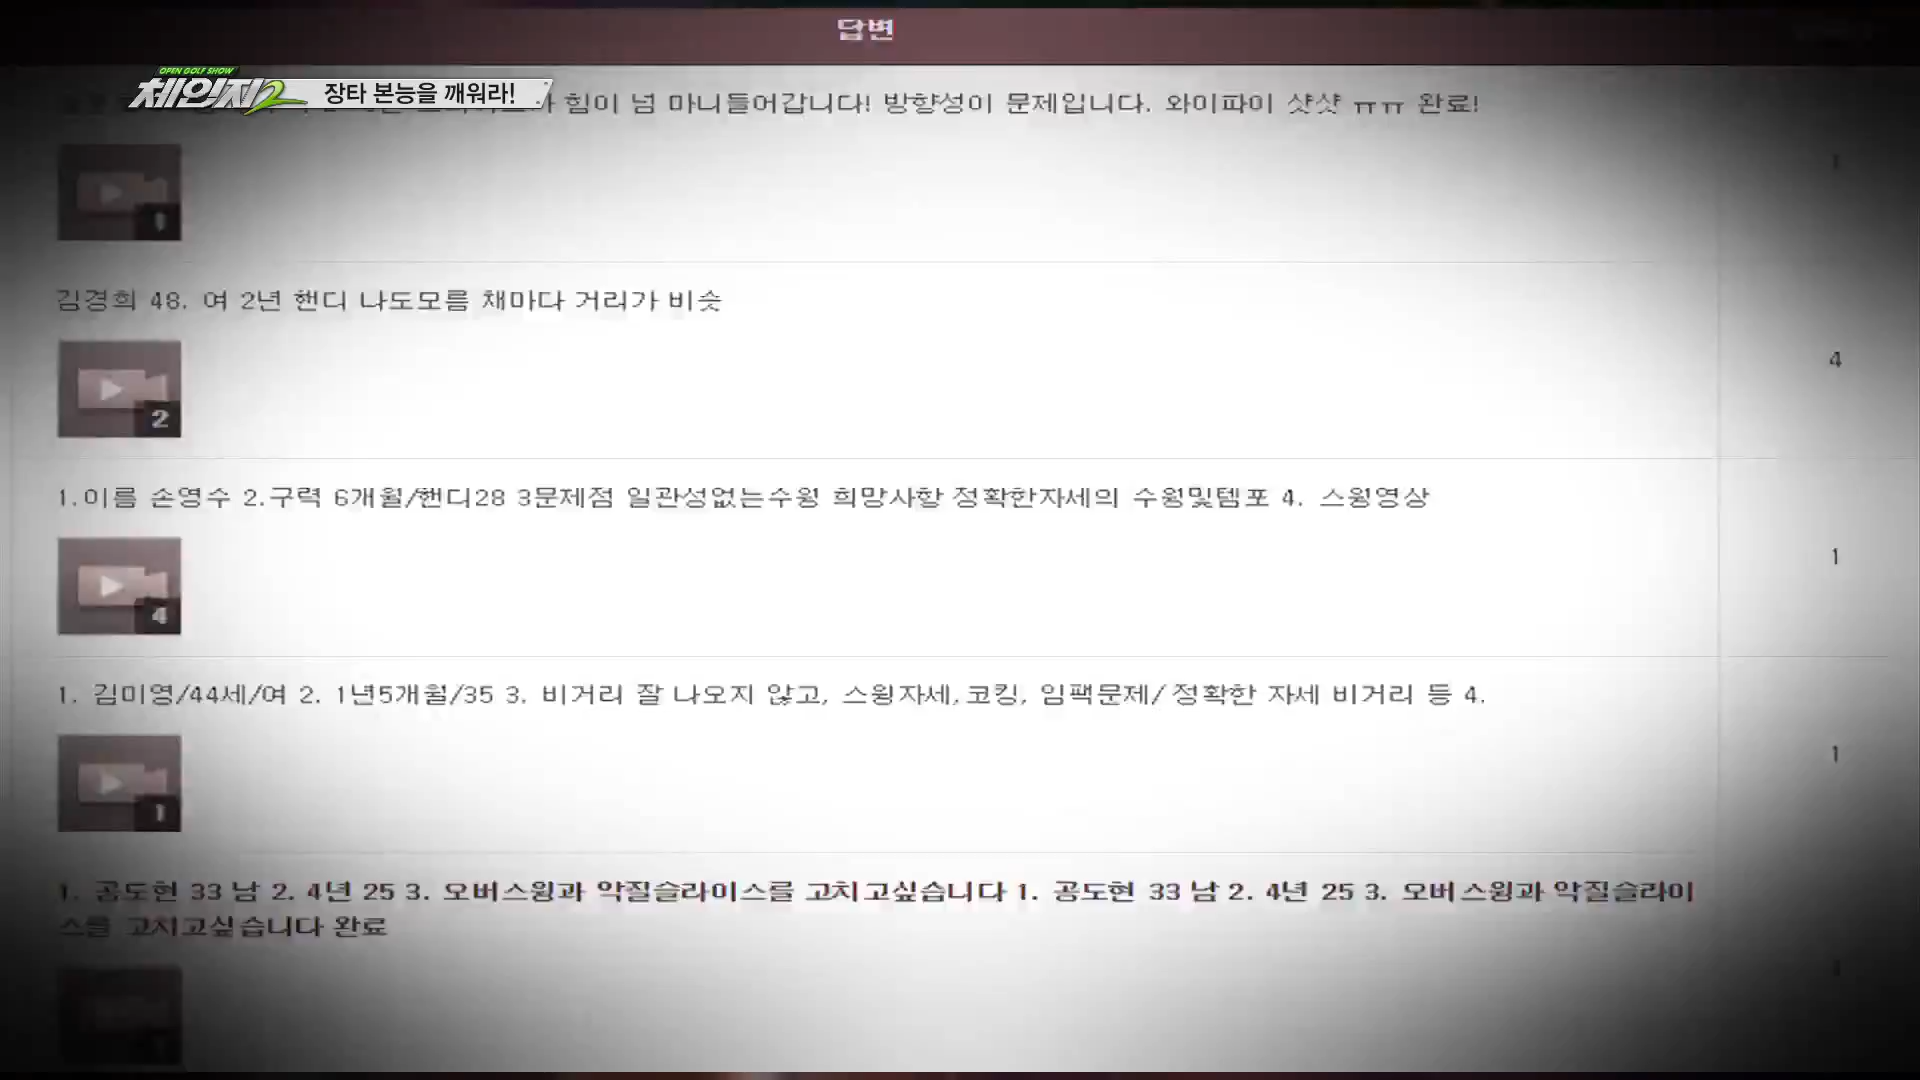 답변
OPEN GOLF SHOW
체인지2 장타 본능을 깨워라!
힘이 넘 마니들어갑니다! 방향성이 문제입니다. 와이파이 샷샷 ㅠㅠ 완료!
1
1
김경희 48. 여 2년 핸디 나도모름 채마다 거리가 비슷
2
4
1.이름 손영수 2.구력 6개월/핸디28 3문제점 일관성없는수윙 희망사항 정확한자세의 수윙및템포 4. 스윙영상
4
1
1. 김미영/44세/여 2. 1년5개월/35 3. 비거리 잘 나오지 않고, 스윙자세,코킹, 임팩문제/ 정확한 자세 비거리 등 4.
1
1
1. 공도현 33 남 2. 4년 25 3. 오버스윙과 악질슬라이스를 고치고싶습니다 1. 공도현 33 남 2. 4년 25 3. 오버스윙과 악질슬라이
스를 고치고싶습니다 완료